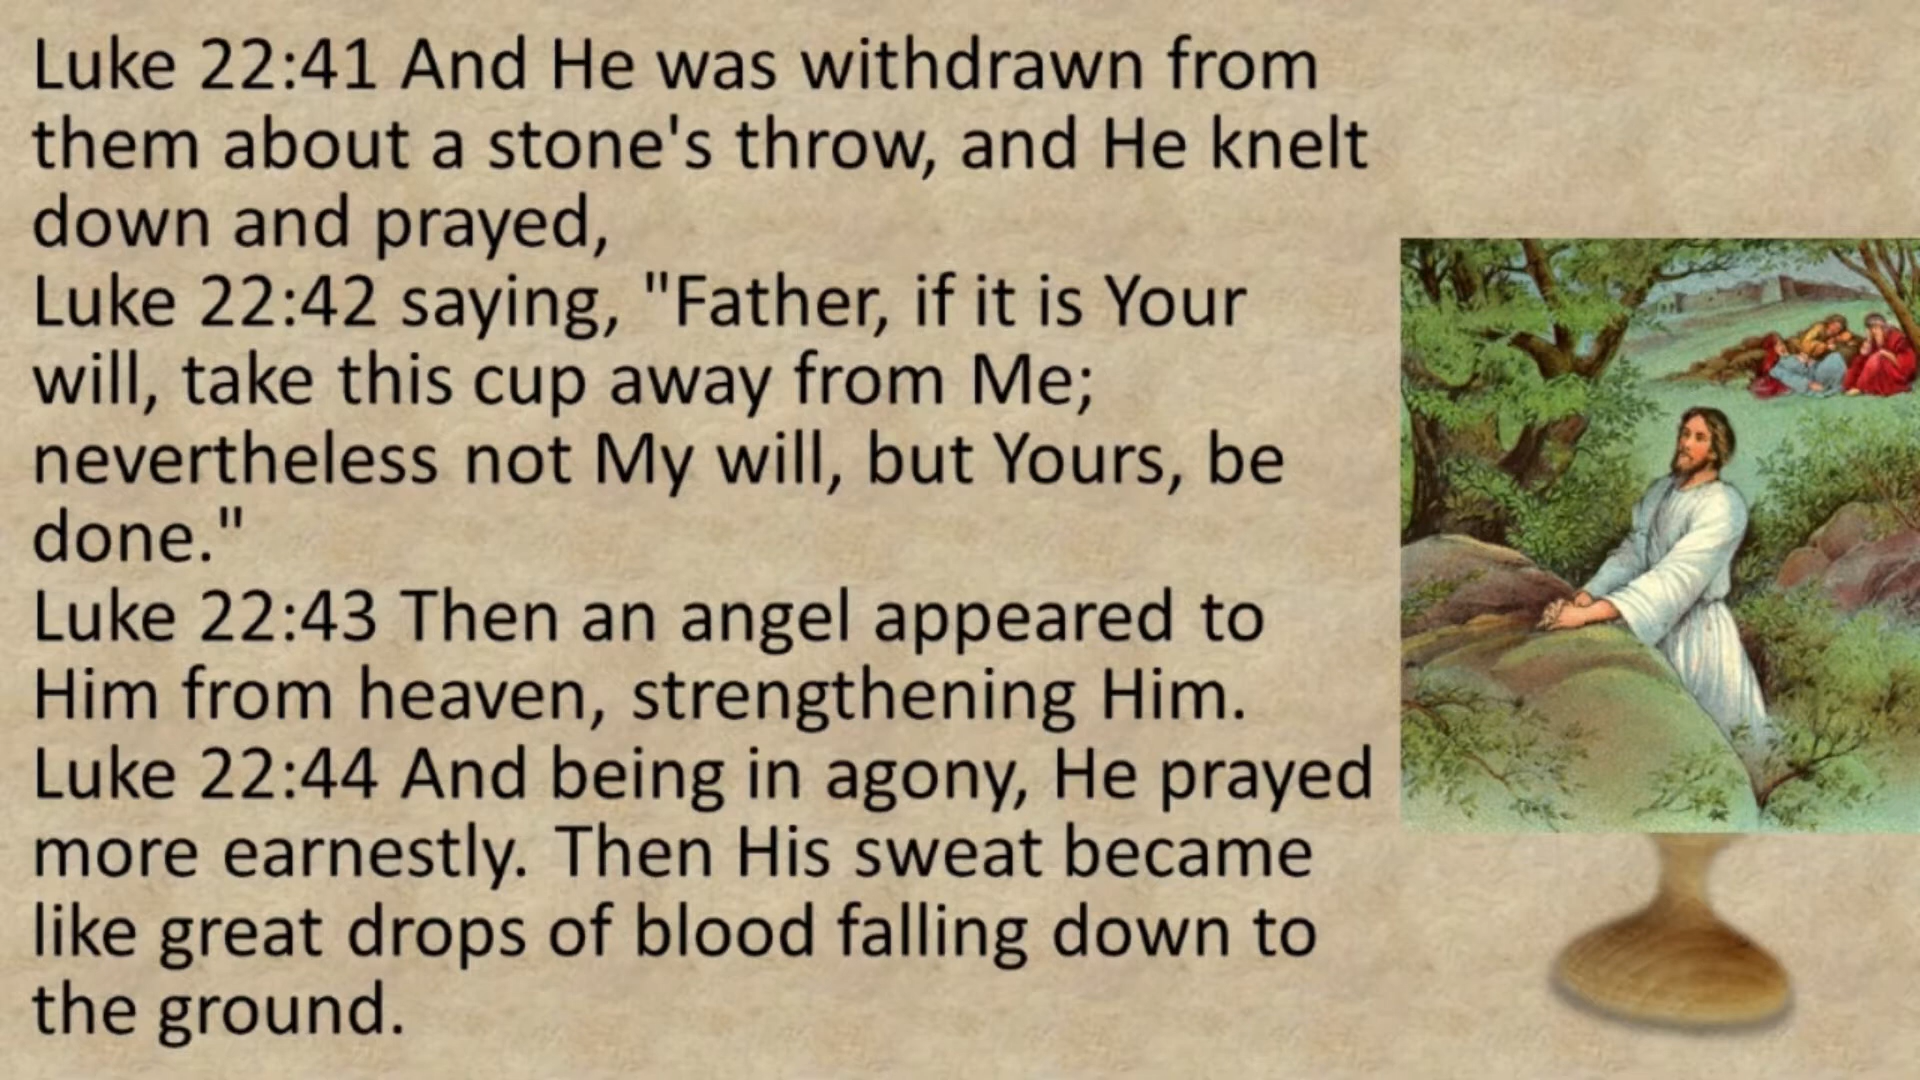 Luke 22:41 And He was withdrawn from
them about a stone's throw, and He knelt
down and prayed,
Luke 22:42 saying, "Father, if it is Your
will, take this cup away from Me;
nevertheless not My will, but Yours, be
done."
Luke 22:43 Then an angel appeared to
Him from heaven, strengthening Him.
Luke 22:44 And being in agony, He prayed
more earnestly. Then His sweat became
like great drops of blood falling down to
the ground.